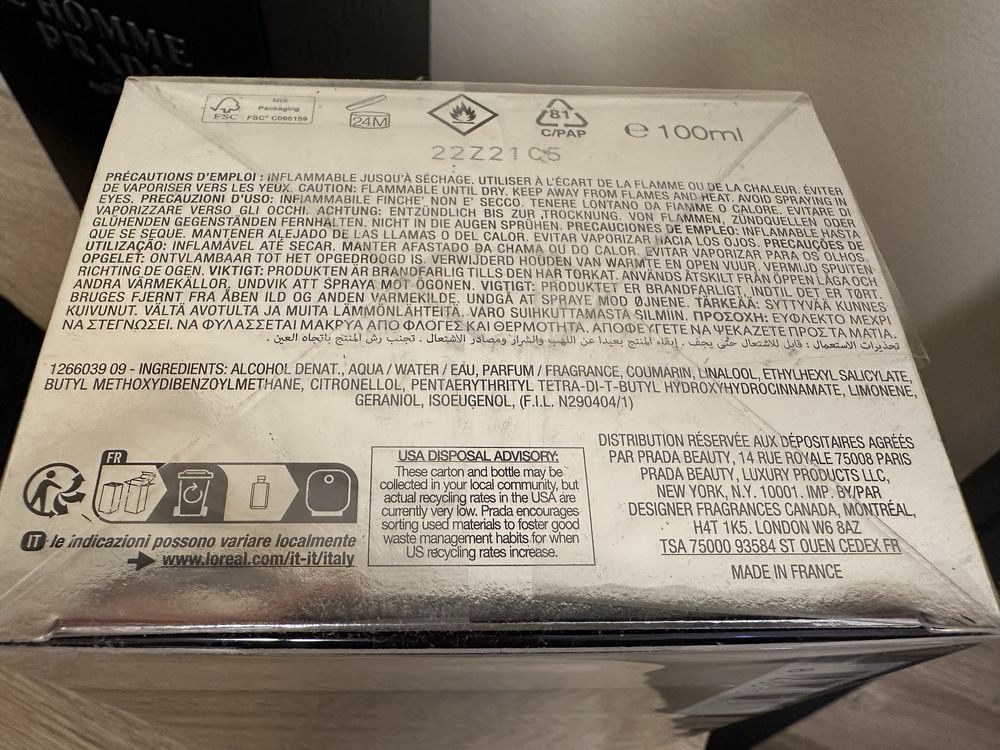 L'HOMME
PRADA
MIX
Packaging
FSC
FSC® C095159
24M
81
C/PAP
℮ 100ml
22Z21C5
PRÉCAUTIONS D'EMPLOI : INFLAMMABLE JUSQU'À SÉCHAGE. UTILISER À L'ÉCART DE LA FLAMME OU DE LA CHALEUR. ÉVITER
DE VAPORISER VERS LES YEUX. CAUTION: FLAMMABLE UNTIL DRY. KEEP AWAY FROM FLAMES AND HEAT. AVOID SPRAYING IN
EYES. PRECAUZIONI D'USO: INFIAMMABILE FINCHE' NON E' SECCO. TENERE LONTANO DA FIAMME O CALORE. EVITARE DI
VAPORIZZARE VERSO GLI OCCHI. ACHTUNG: ENTZÜNDLICH BIS ZUR TROCKNUNG. VON FLAMMEN, ZÜNDQUELLEN ODER
GLÜHENDEN GEGENSTÄNDEN FERNHALTEN. NICHT IN DIE AUGEN SPRÜHEN. PRECAUCIONES DE EMPLEO: INFLAMABLE HASTA
QUE SE SEQUE. MANTENER ALEJADO DE LAS LLAMAS O DEL CALOR. EVITAR VAPORIZAR HACIA LOS OJOS. PRECAUÇÕES DE
UTILIZAÇÃO: INFLAMÁVEL ATÉ SECAR. MANTER AFASTADO DA CHAMA OU DO CALOR. EVITAR VAPORIZAR PARA OS OLHOS.
OPGELET: ONTVLAMBAAR TOT HET OPGEDROOGD IS. VERWIJDERD HOUDEN VAN WARMTE EN OPEN VUUR. VERMIJD SPUITEN
RICHTING DE OGEN. VIKTIGT: PRODUKTEN ÄR BRANDFARLIG TILLS DEN HAR TORKAT. ANVÄNDS ÅTSKILT FRÅN ÖPPEN LÅGA OCH
ANDRA VÄRMEKÄLLOR, UNDVIK ATT SPRAYA MOT ÖGONEN. VIGTIGT: PRODUKTET ER BRANDFARLIGT, INDTIL DET ER TØRT.
BRUGES FJERNT FRA ÅBEN ILD OG ANDEN VARMEKILDE. UNDGÅ AT SPRAYE MOD ØJNENE. TÄRKEÄÄ: SYTTYVÄÄ, KUNNES
KUIVUNUT. VÄLTÄ AVOTULTA JA MUITA LÄMMÖNLÄHTEITÄ. VARO SUIHKUTTAMASTA SILMIIN. ΠΡΟΣΟΧΗ: ΕΥΦΛΕΚΤΟ ΜΕΧΡΙ
ΝΑ ΣΤΕΓΝΩΣΕΙ. ΝΑ ΦΥΛΑΣΣΕΤΑΙ ΜΑΚΡΥΑ ΑΠΟ ΦΛΟΓΕΣ ΚΑΙ ΘΕΡΜΟΤΗΤΑ. ΑΠΟΦΕΥΓΕΤΕ ΝΑ ΨΕΚΑΖΕΤΕ ΠΡΟΣ ΤΑ ΜΑΤΙΑ.
تحذيرات الاستعمال : قابل للاشتعال حتّى يجف . إبقاء المنتج بعيدا عن اللهب والشرار ومصادر الاشتعال . تجنب رش المنتج باتجاه العين .
1266039 09 - INGREDIENTS: ALCOHOL DENAT., AQUA / WATER / EAU, PARFUM / FRAGRANCE, COUMARIN, LINALOOL, ETHYLHEXYL SALICYLATE,
BUTYL METHOXYDIBENZOYLMETHANE, CITRONELLOL, PENTAERYTHRITYL TETRA-DI-T-BUTYL HYDROXYHYDROCINNAMATE, LIMONENE,
GERANIOL, ISOEUGENOL, (F.I.L. N290404/1)
FR
IT le indicazioni possono variare localmente
www.loreal.com/it-it/italy
USA DISPOSAL ADVISORY:
These carton and bottle may be
collected in your local community, but
actual recycling rates in the USA are
currently very low. Prada encourages
sorting used materials to foster good
waste management habits for when
US recycling rates increase.
DISTRIBUTION RÉSERVÉE AUX DÉPOSITAIRES AGRÉÉS
PAR PRADA BEAUTY, 14 RUE ROYALE 75008 PARIS
PRADA BEAUTY, LUXURY PRODUCTS LLC,
NEW YORK, N.Y. 10001. IMP. BY/PAR
DESIGNER FRAGRANCES CANADA, MONTRÉAL,
H4T 1K5. LONDON W6 8AZ
TSA 75000 93584 ST OUEN CEDEX FR
MADE IN FRANCE